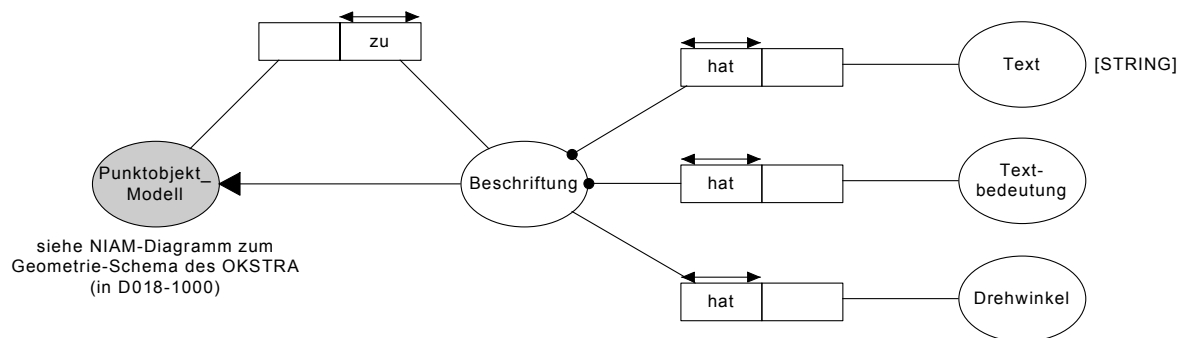 zu
hat
Text
[STRING]
Punktobjekt_
Modell
Beschriftung
hat
Text-
bedeutung
siehe NIAM-Diagramm zum
Geometrie-Schema des OKSTRA
(in D018-1000)
hat
Drehwinkel